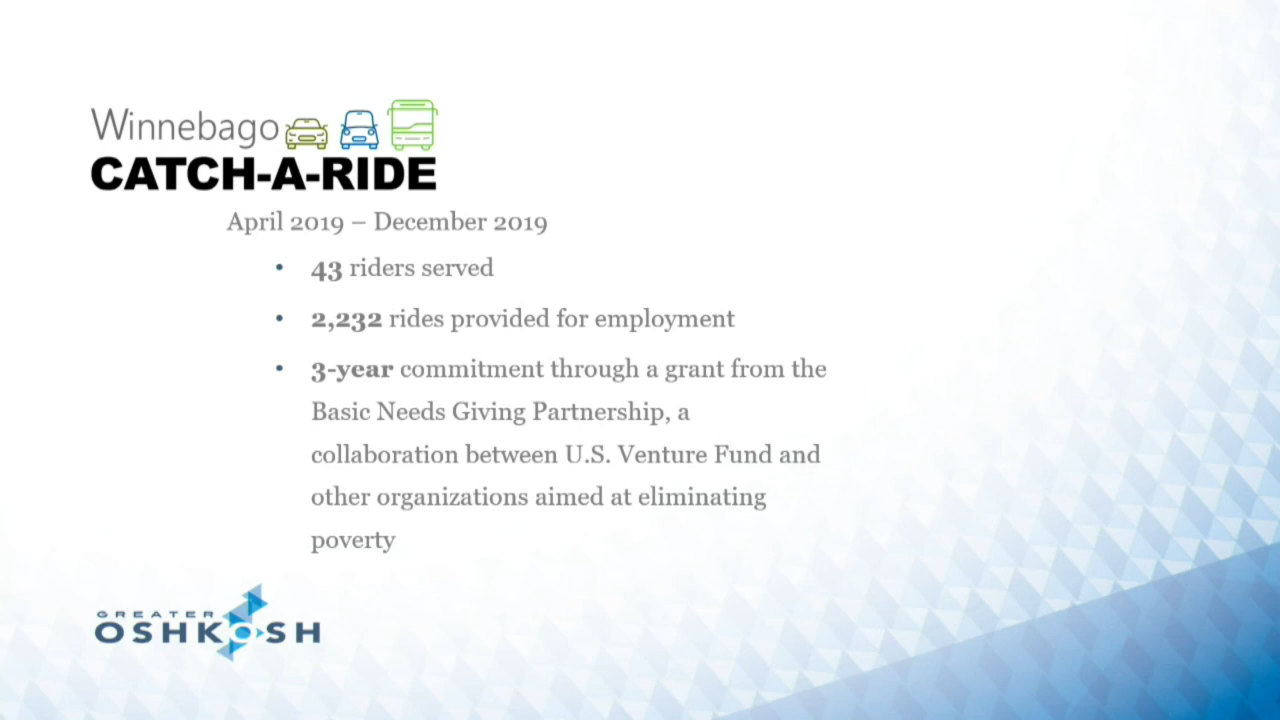 Winnebago
CATCH-A-RIDE
April 2019 – December 2019
• 43 riders served
• 2,232 rides provided for employment
• 3-year commitment through a grant from the
Basic Needs Giving Partnership, a
collaboration between U.S. Venture Fund and
other organizations aimed at eliminating
poverty
GREATER
OSHKOSH